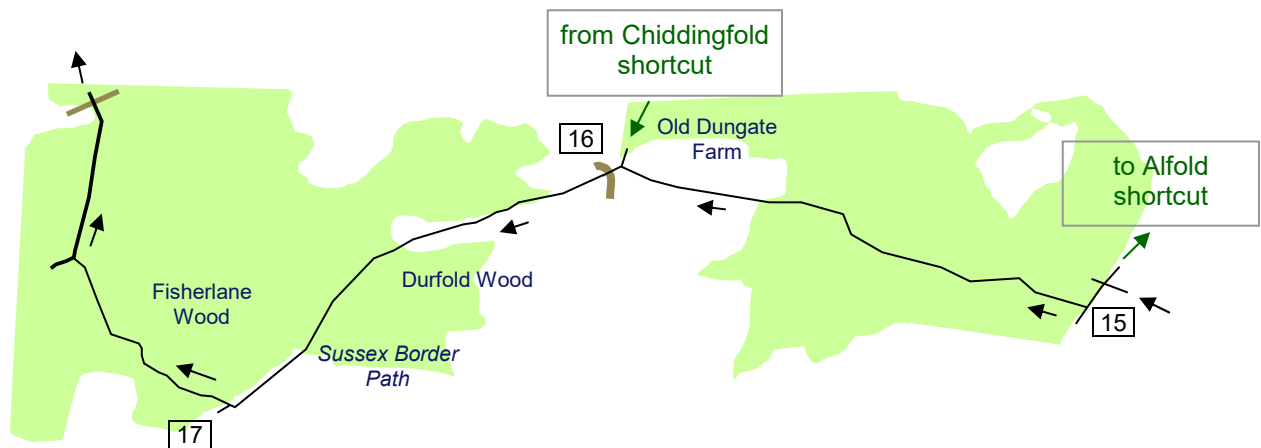 from Chiddingfold
shortcut
16
Old Dungate
Farm
to Alfold
shortcut
Durfold Wood
Fisherlane
Wood
15
Sussex Border
Path
17